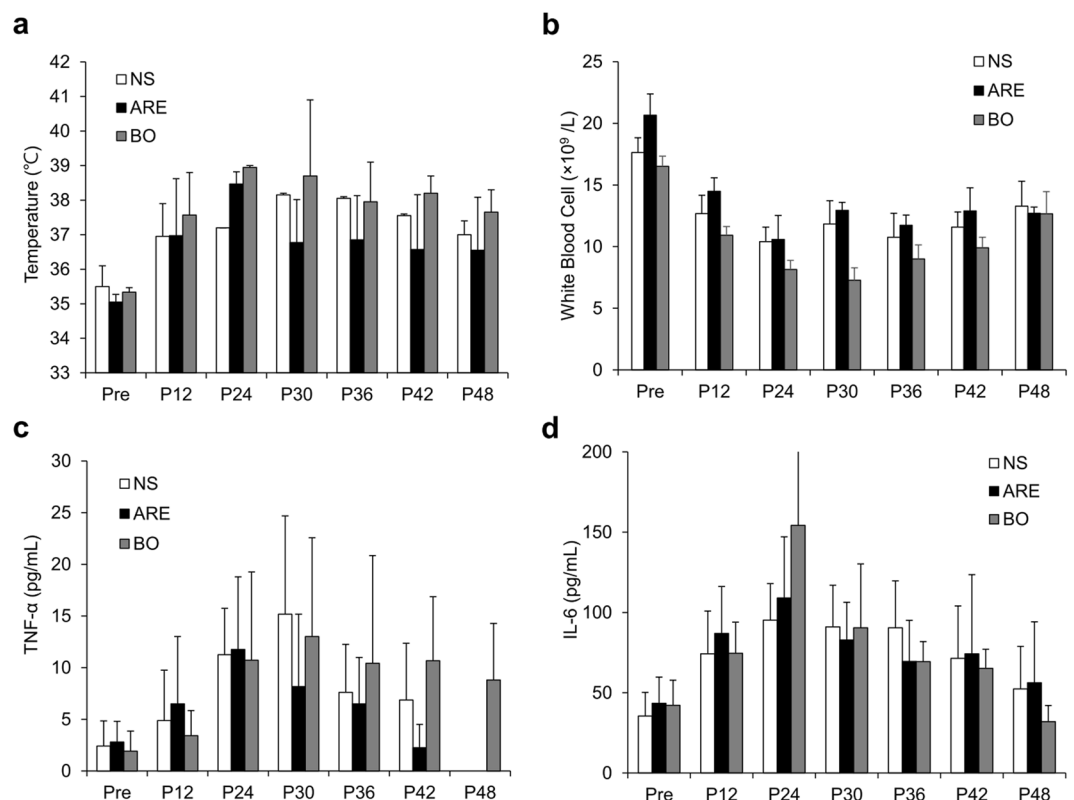 a
42
41
40
39
38
37
36
35
34
33
Temperature (℃)
NS
ARE
BO
Pre P12 P24 P30 P36 P42 P48
b
25
20
15
10
5
0
White Blood Cell (×10⁹ /L)
NS
ARE
BO
Pre P12 P24 P30 P36 P42 P48
c
30
25
20
15
10
5
0
TNF-α (pg/mL)
NS
ARE
BO
Pre P12 P24 P30 P36 P42 P48
d
200
150
100
50
0
IL-6 (pg/mL)
NS
ARE
BO
Pre P12 P24 P30 P36 P42 P48